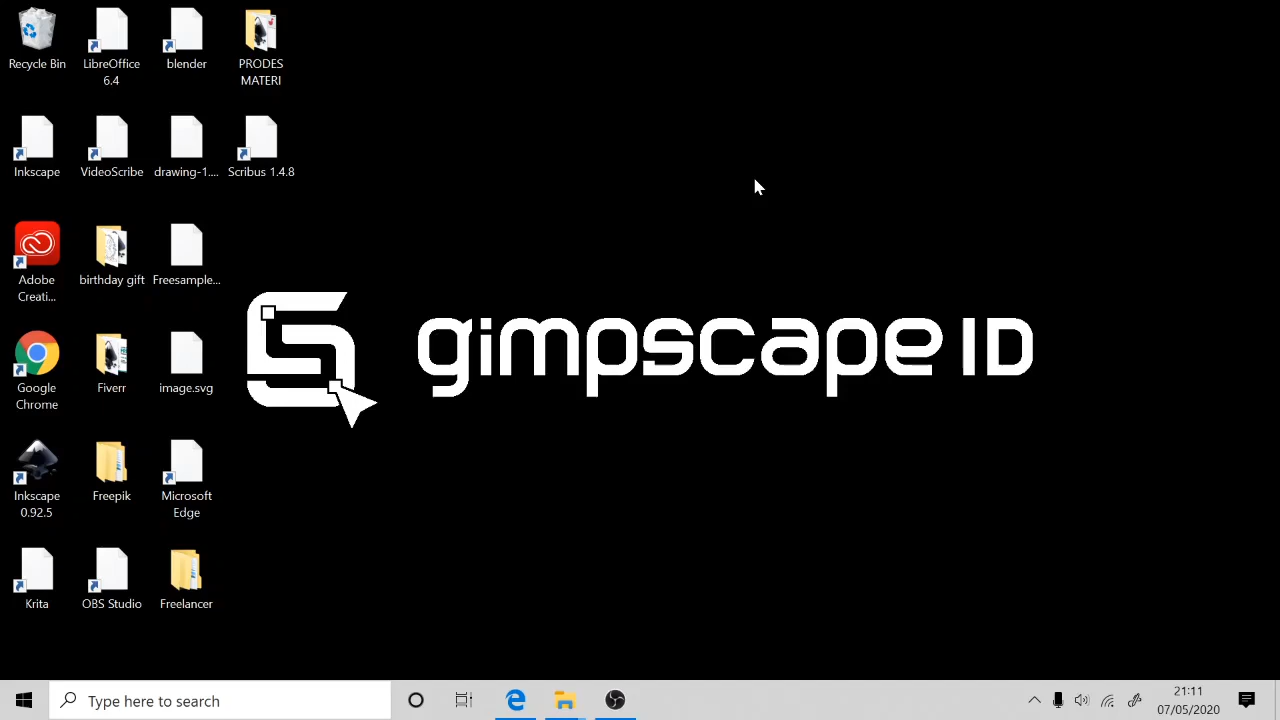 Recycle Bin
LibreOffice
6.4
blender
PRODES
MATERI
Inkscape
VideoScribe
drawing-1....
Scribus 1.4.8
Adobe
Creati...
birthday gift
Freesample...
Google
Chrome
Fiverr
image.svg
gimpscape ID
Inkscape
0.92.5
Freepik
Microsoft
Edge
Krita
OBS Studio
Freelancer
Type here to search
21:11
07/05/2020